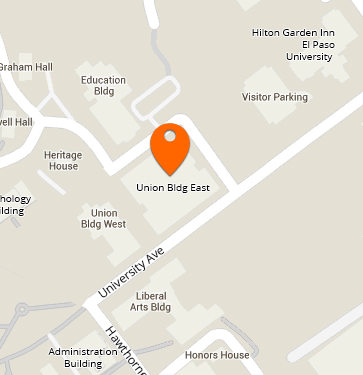 Hilton Garden Inn
El Paso
University
Graham Hall
Education
Bldg
Visitor Parking
Hall
Heritage
House
Union Bldg East
Union
Bldg West
University Ave
Liberal
Arts Bldg
Administration
Building
Honors House